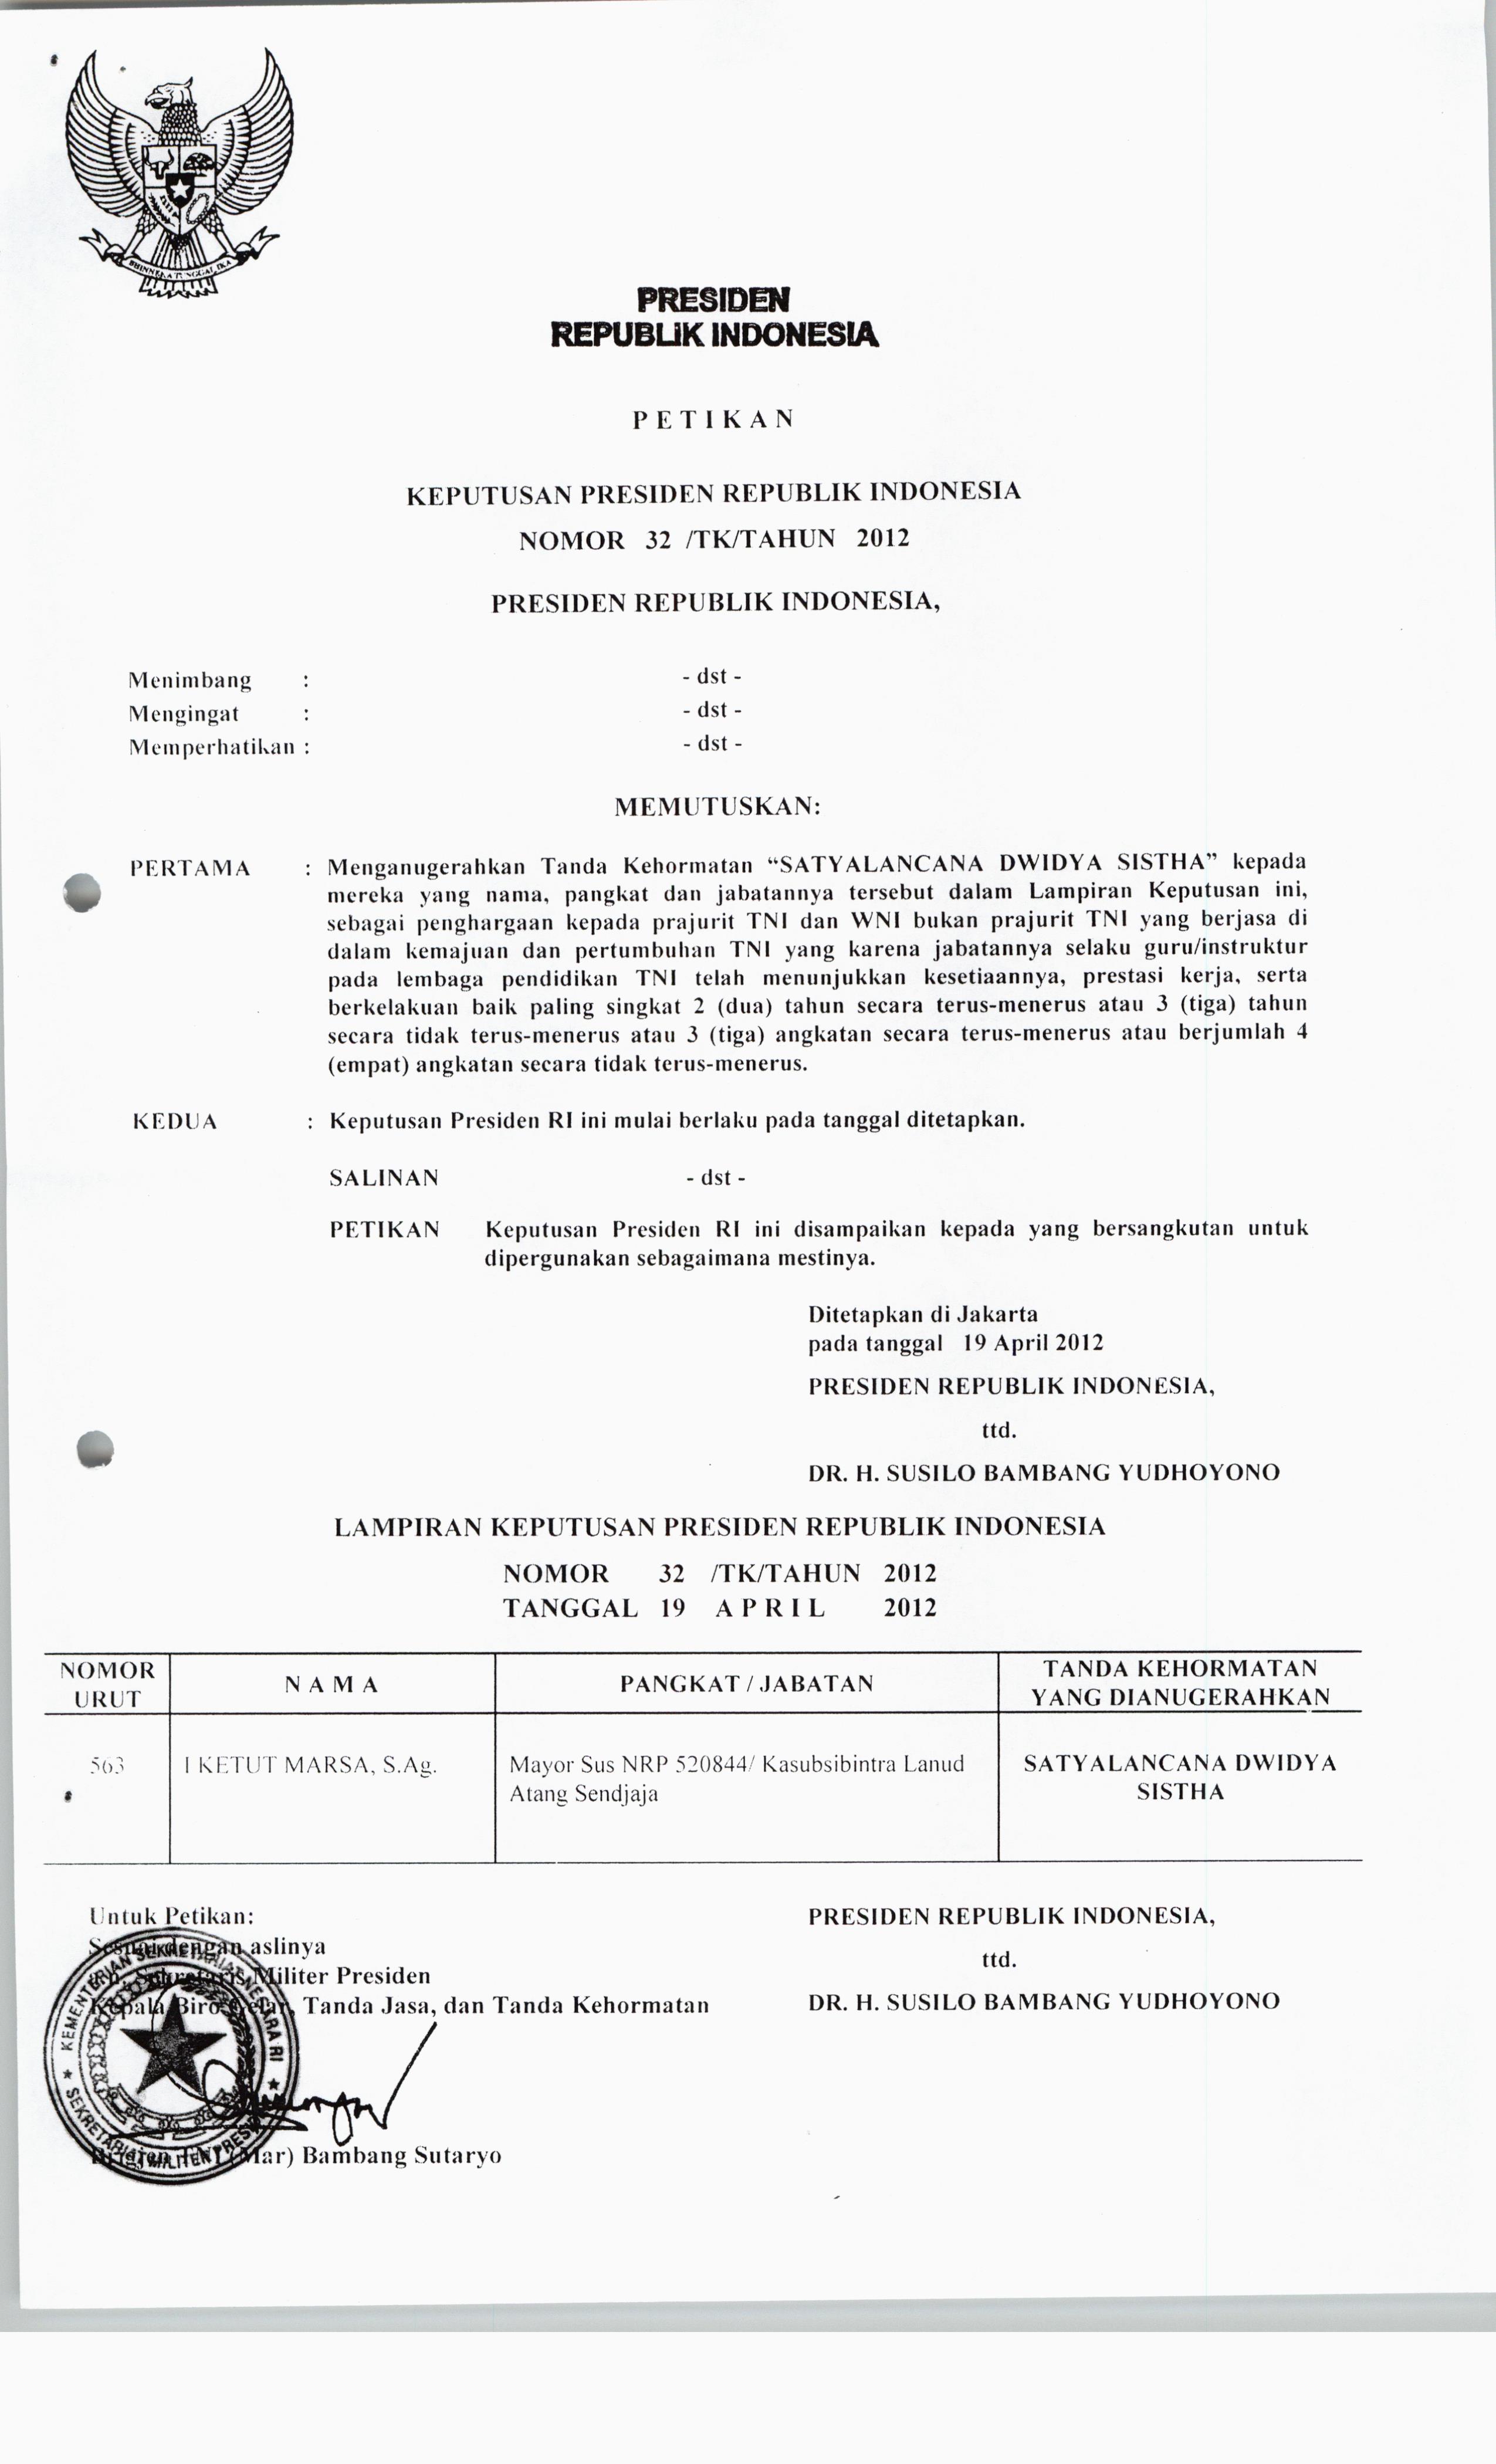 BHINNEKA TUNGGAL IKA
PRESIDEN
REPUBLIK INDONESIA
P E T I K A N
KEPUTUSAN PRESIDEN REPUBLIK INDONESIA
NOMOR 32 /TK/TAHUN 2012
PRESIDEN REPUBLIK INDONESIA,
Menimbang : - dst -
Mengingat : - dst -
Memperhatikan : - dst -
MEMUTUSKAN:
PERTAMA : Menganugerahkan Tanda Kehormatan “SATYALANCANA DWIDYA SISTHA” kepada
mereka yang nama, pangkat dan jabatannya tersebut dalam Lampiran Keputusan ini,
sebagai penghargaan kepada prajurit TNI dan WNI bukan prajurit TNI yang berjasa di
dalam kemajuan dan pertumbuhan TNI yang karena jabatannya selaku guru/instruktur
pada lembaga pendidikan TNI telah menunjukkan kesetiaannya, prestasi kerja, serta
berkelakuan baik paling singkat 2 (dua) tahun secara terus-menerus atau 3 (tiga) tahun
secara tidak terus-menerus atau 3 (tiga) angkatan secara terus-menerus atau berjumlah 4
(empat) angkatan secara tidak terus-menerus.
KEDUA : Keputusan Presiden RI ini mulai berlaku pada tanggal ditetapkan.
SALINAN - dst -
PETIKAN Keputusan Presiden RI ini disampaikan kepada yang bersangkutan untuk
dipergunakan sebagaimana mestinya.
Ditetapkan di Jakarta
pada tanggal 19 April 2012
PRESIDEN REPUBLIK INDONESIA,
ttd.
DR. H. SUSILO BAMBANG YUDHOYONO
LAMPIRAN KEPUTUSAN PRESIDEN REPUBLIK INDONESIA
NOMOR 32 /TK/TAHUN 2012
TANGGAL 19 A P R I L 2012
NOMOR URUT
N A M A
PANGKAT / JABATAN
TANDA KEHORMATAN
YANG DIANUGERAHKAN
563
I KETUT MARSA, S.Ag.
Mayor Sus NRP 520844/ Kasubsibintra Lanud
Atang Sendjaja
SATYALANCANA DWIDYA
SISTHA
Untuk Petikan:
Sesuai dengan aslinya
Sekretaris Militer Presiden
Kepala Biro Gelar, Tanda Jasa, dan Tanda Kehormatan
KEMENTERIAN SEKRETARIAT NEGARA RI
SEKRETARIAT MILITER PRESIDEN
Brigjen TNI (Mar) Bambang Sutaryo
PRESIDEN REPUBLIK INDONESIA,
ttd.
DR. H. SUSILO BAMBANG YUDHOYONO